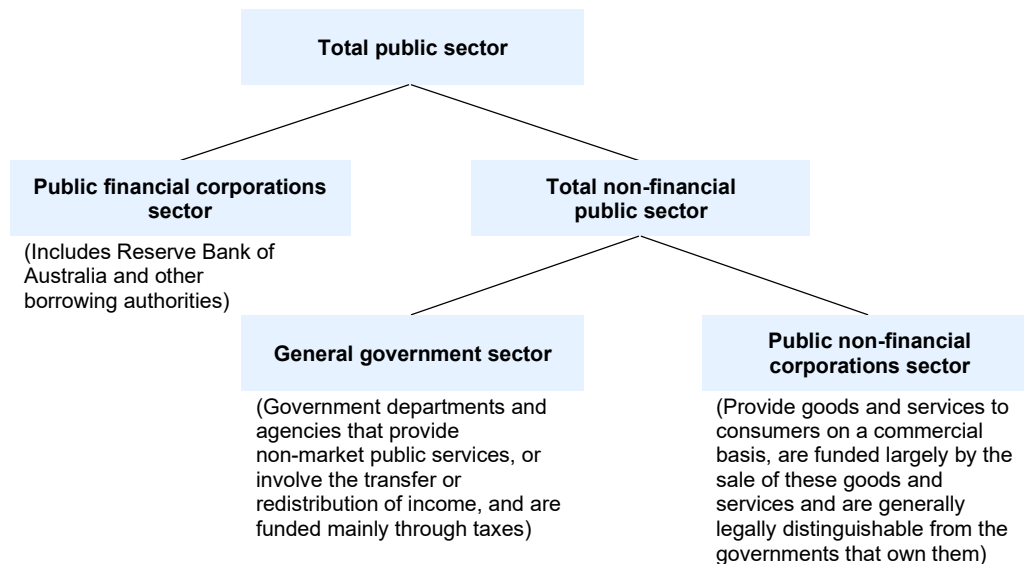 Total public sector
Public financial corporations
sector
Total non-financial
public sector
(Includes Reserve Bank of
Australia and other
borrowing authorities)
General government sector
Public non-financial
corporations sector
(Government departments and
agencies that provide
non-market public services, or
involve the transfer or
redistribution of income, and are
funded mainly through taxes)
(Provide goods and services to
consumers on a commercial
basis, are funded largely by the
sale of these goods and
services and are generally
legally distinguishable from the
governments that own them)